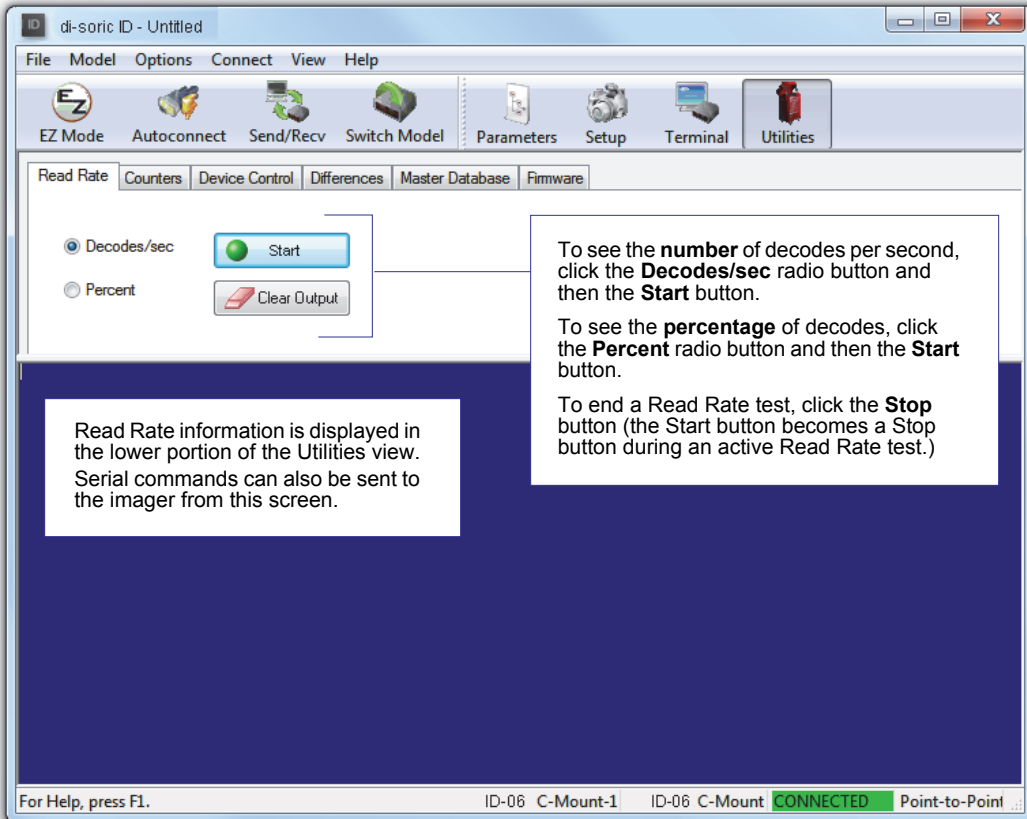 ID di-soric ID - Untitled
File Model Options Connect View Help
EZ EZ Mode Autoconnect Send/Recv Switch Model Parameters Setup Terminal Utilities
Read Rate Counters Device Control Differences Master Database Firmware
Decodes/sec Start
Percent Clear Output
To see the number of decodes per second,
click the Decodes/sec radio button and
then the Start button.
To see the percentage of decodes, click
the Percent radio button and then the Start
button.
To end a Read Rate test, click the Stop
button (the Start button becomes a Stop
button during an active Read Rate test.)
Read Rate information is displayed in
the lower portion of the Utilities view.
Serial commands can also be sent to
the imager from this screen.
For Help, press F1. ID-06 C-Mount-1 ID-06 C-Mount CONNECTED Point-to-Point